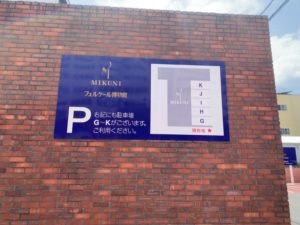 MIKUNI
フェルケール博物館
P
右記にも駐車場
G～Kがございます。
ご利用ください。
K
J
I
H
G
現在地 ★